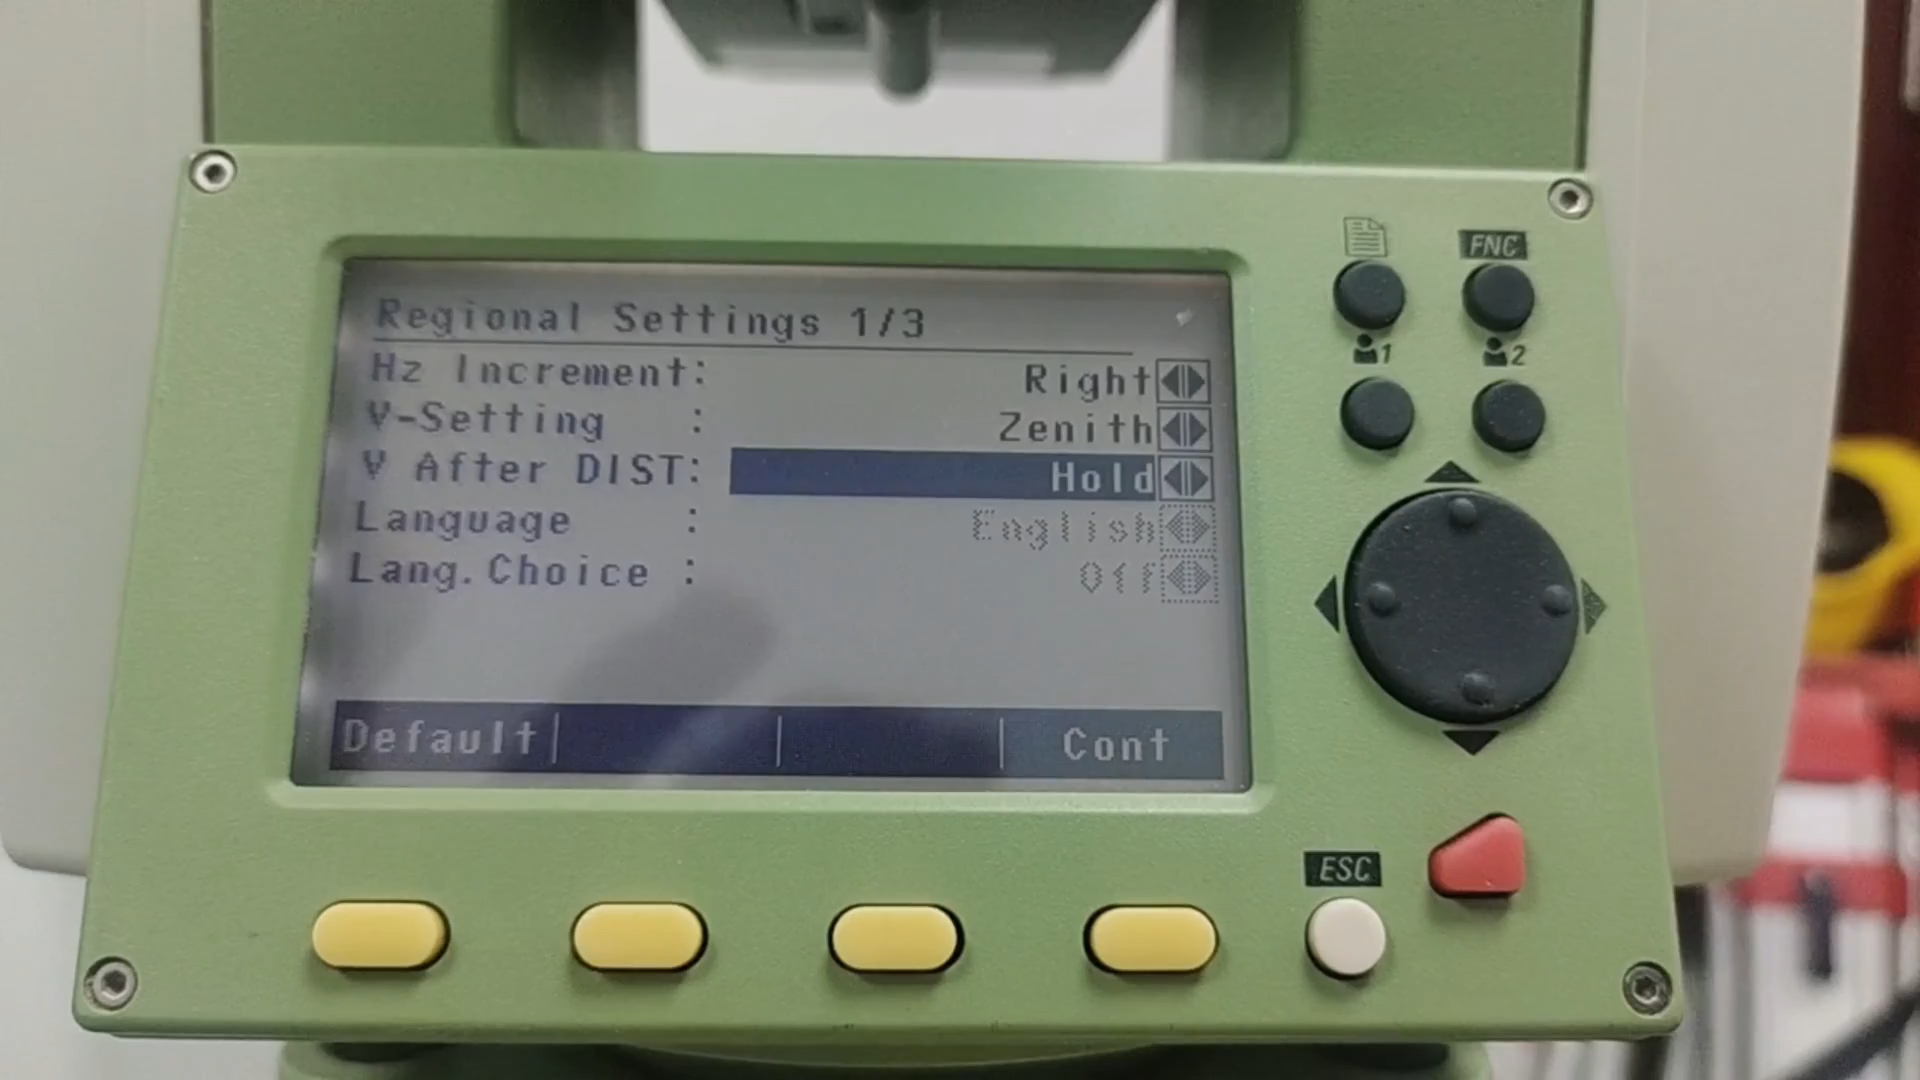 Regional Settings 1/3
Hz Increment: Right
V-Setting : Zenith
V After DIST: Hold
Language : English
Lang.Choice : Off
Default Cont
FNC
1 2
ESC